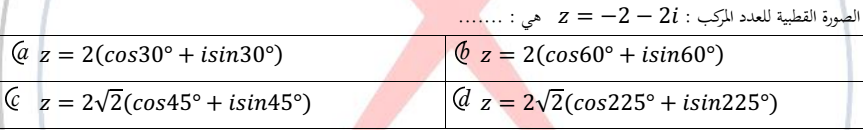 الصورة القطبية للعدد المركب : z = −2 − 2i هي : .......
a z = 2(cos30° + isin30°)
b z = 2(cos60° + isin60°)
c z = 2√2(cos45° + isin45°)
d z = 2√2(cos225° + isin225°)